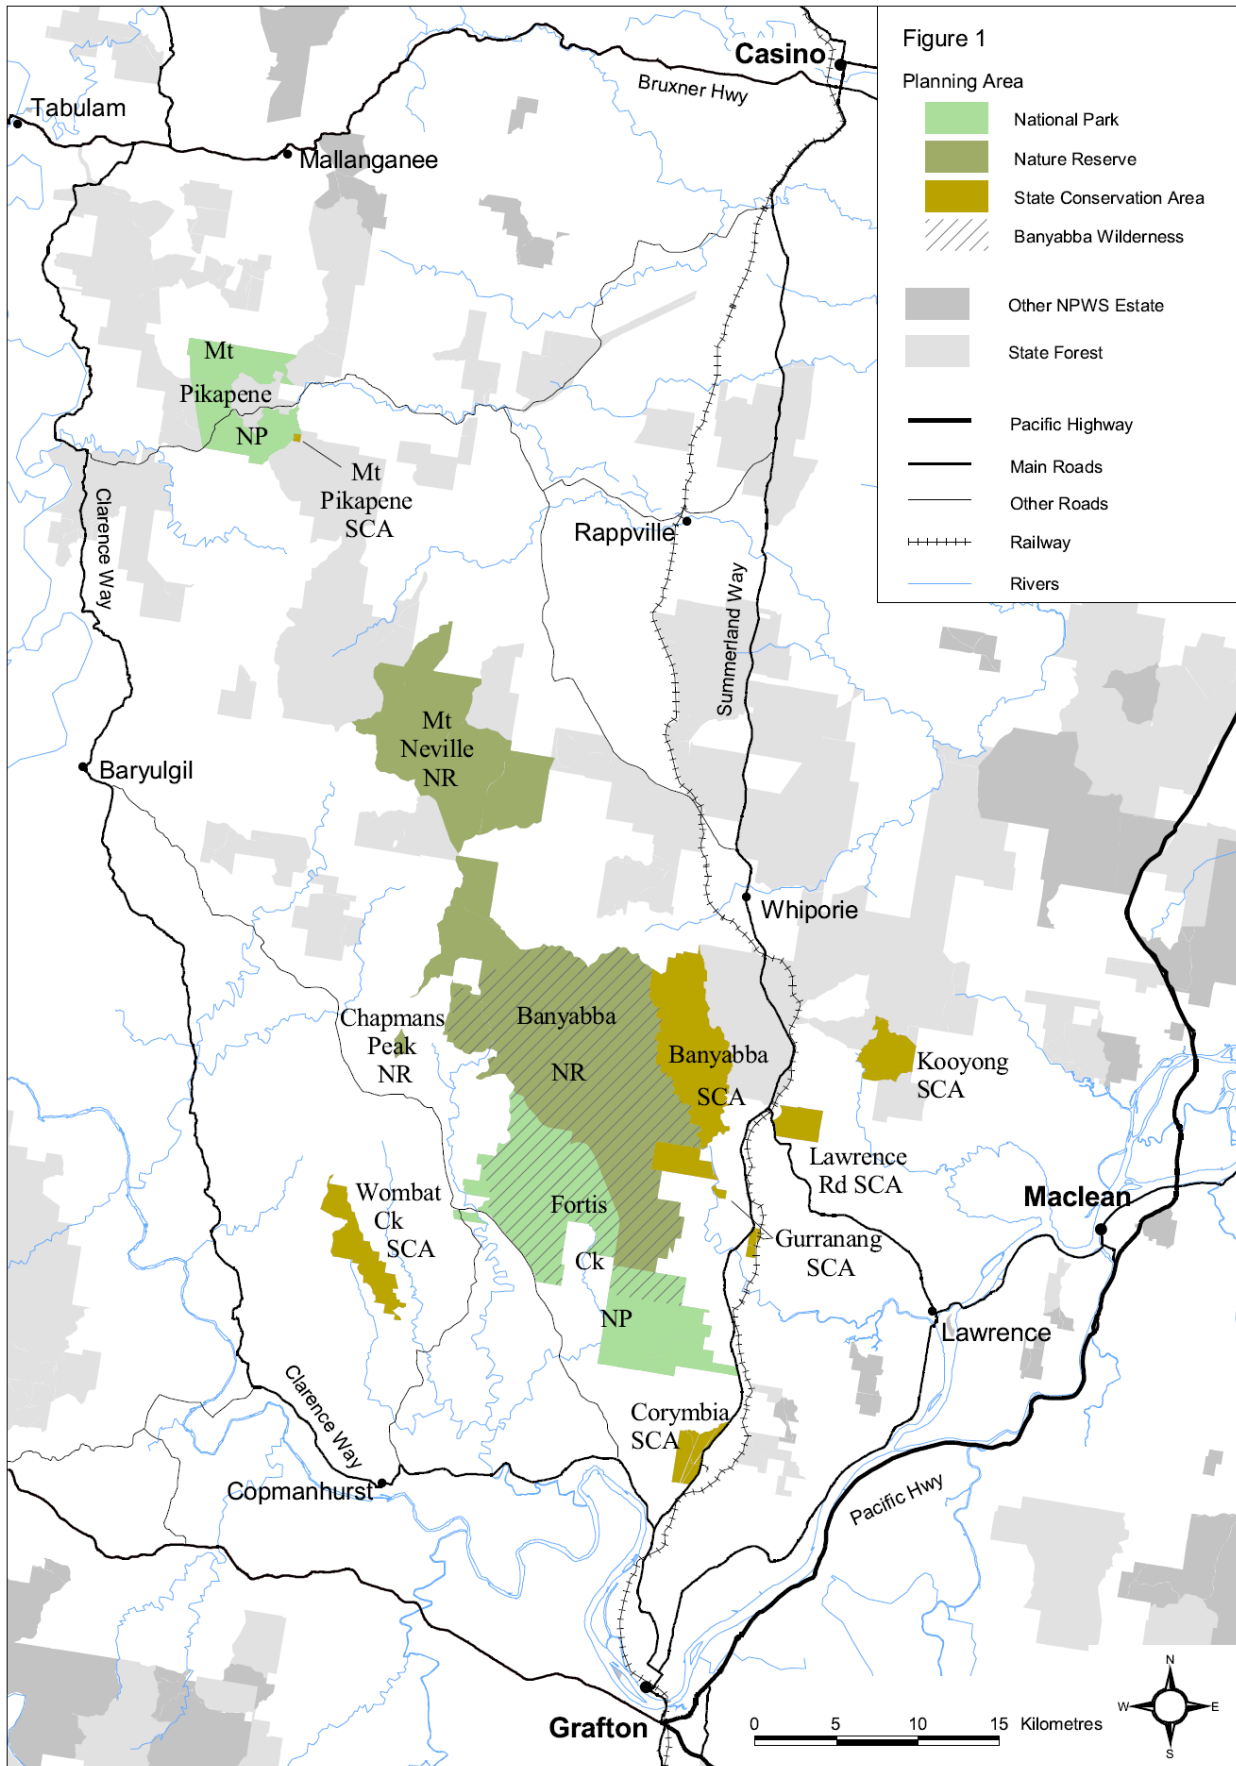 Figure 1
Planning Area
National Park
Nature Reserve
State Conservation Area
Banyabba Wilderness
Other NPWS Estate
State Forest
Pacific Highway
Main Roads
Other Roads
Railway
Rivers
Casino
Bruxner Hwy
Tabulam
Mallanganee
Mt
Pikapene
NP
Mt
Pikapene
SCA
Clarence Way
Rappville
Summerland Way
Mt
Neville
NR
Baryulgil
Whiporie
Chapmans
Peak
NR
Banyabba
NR
Banyabba
SCA
Kooyong
SCA
Lawrence
Rd SCA
Maclean
Wombat
Ck
SCA
Fortis
Ck
NP
Gurranang
SCA
Lawrence
Corymbia
SCA
Clarence Way
Copmanhurst
Pacific Hwy
Grafton
0 5 10 15 Kilometres
N
W E
S